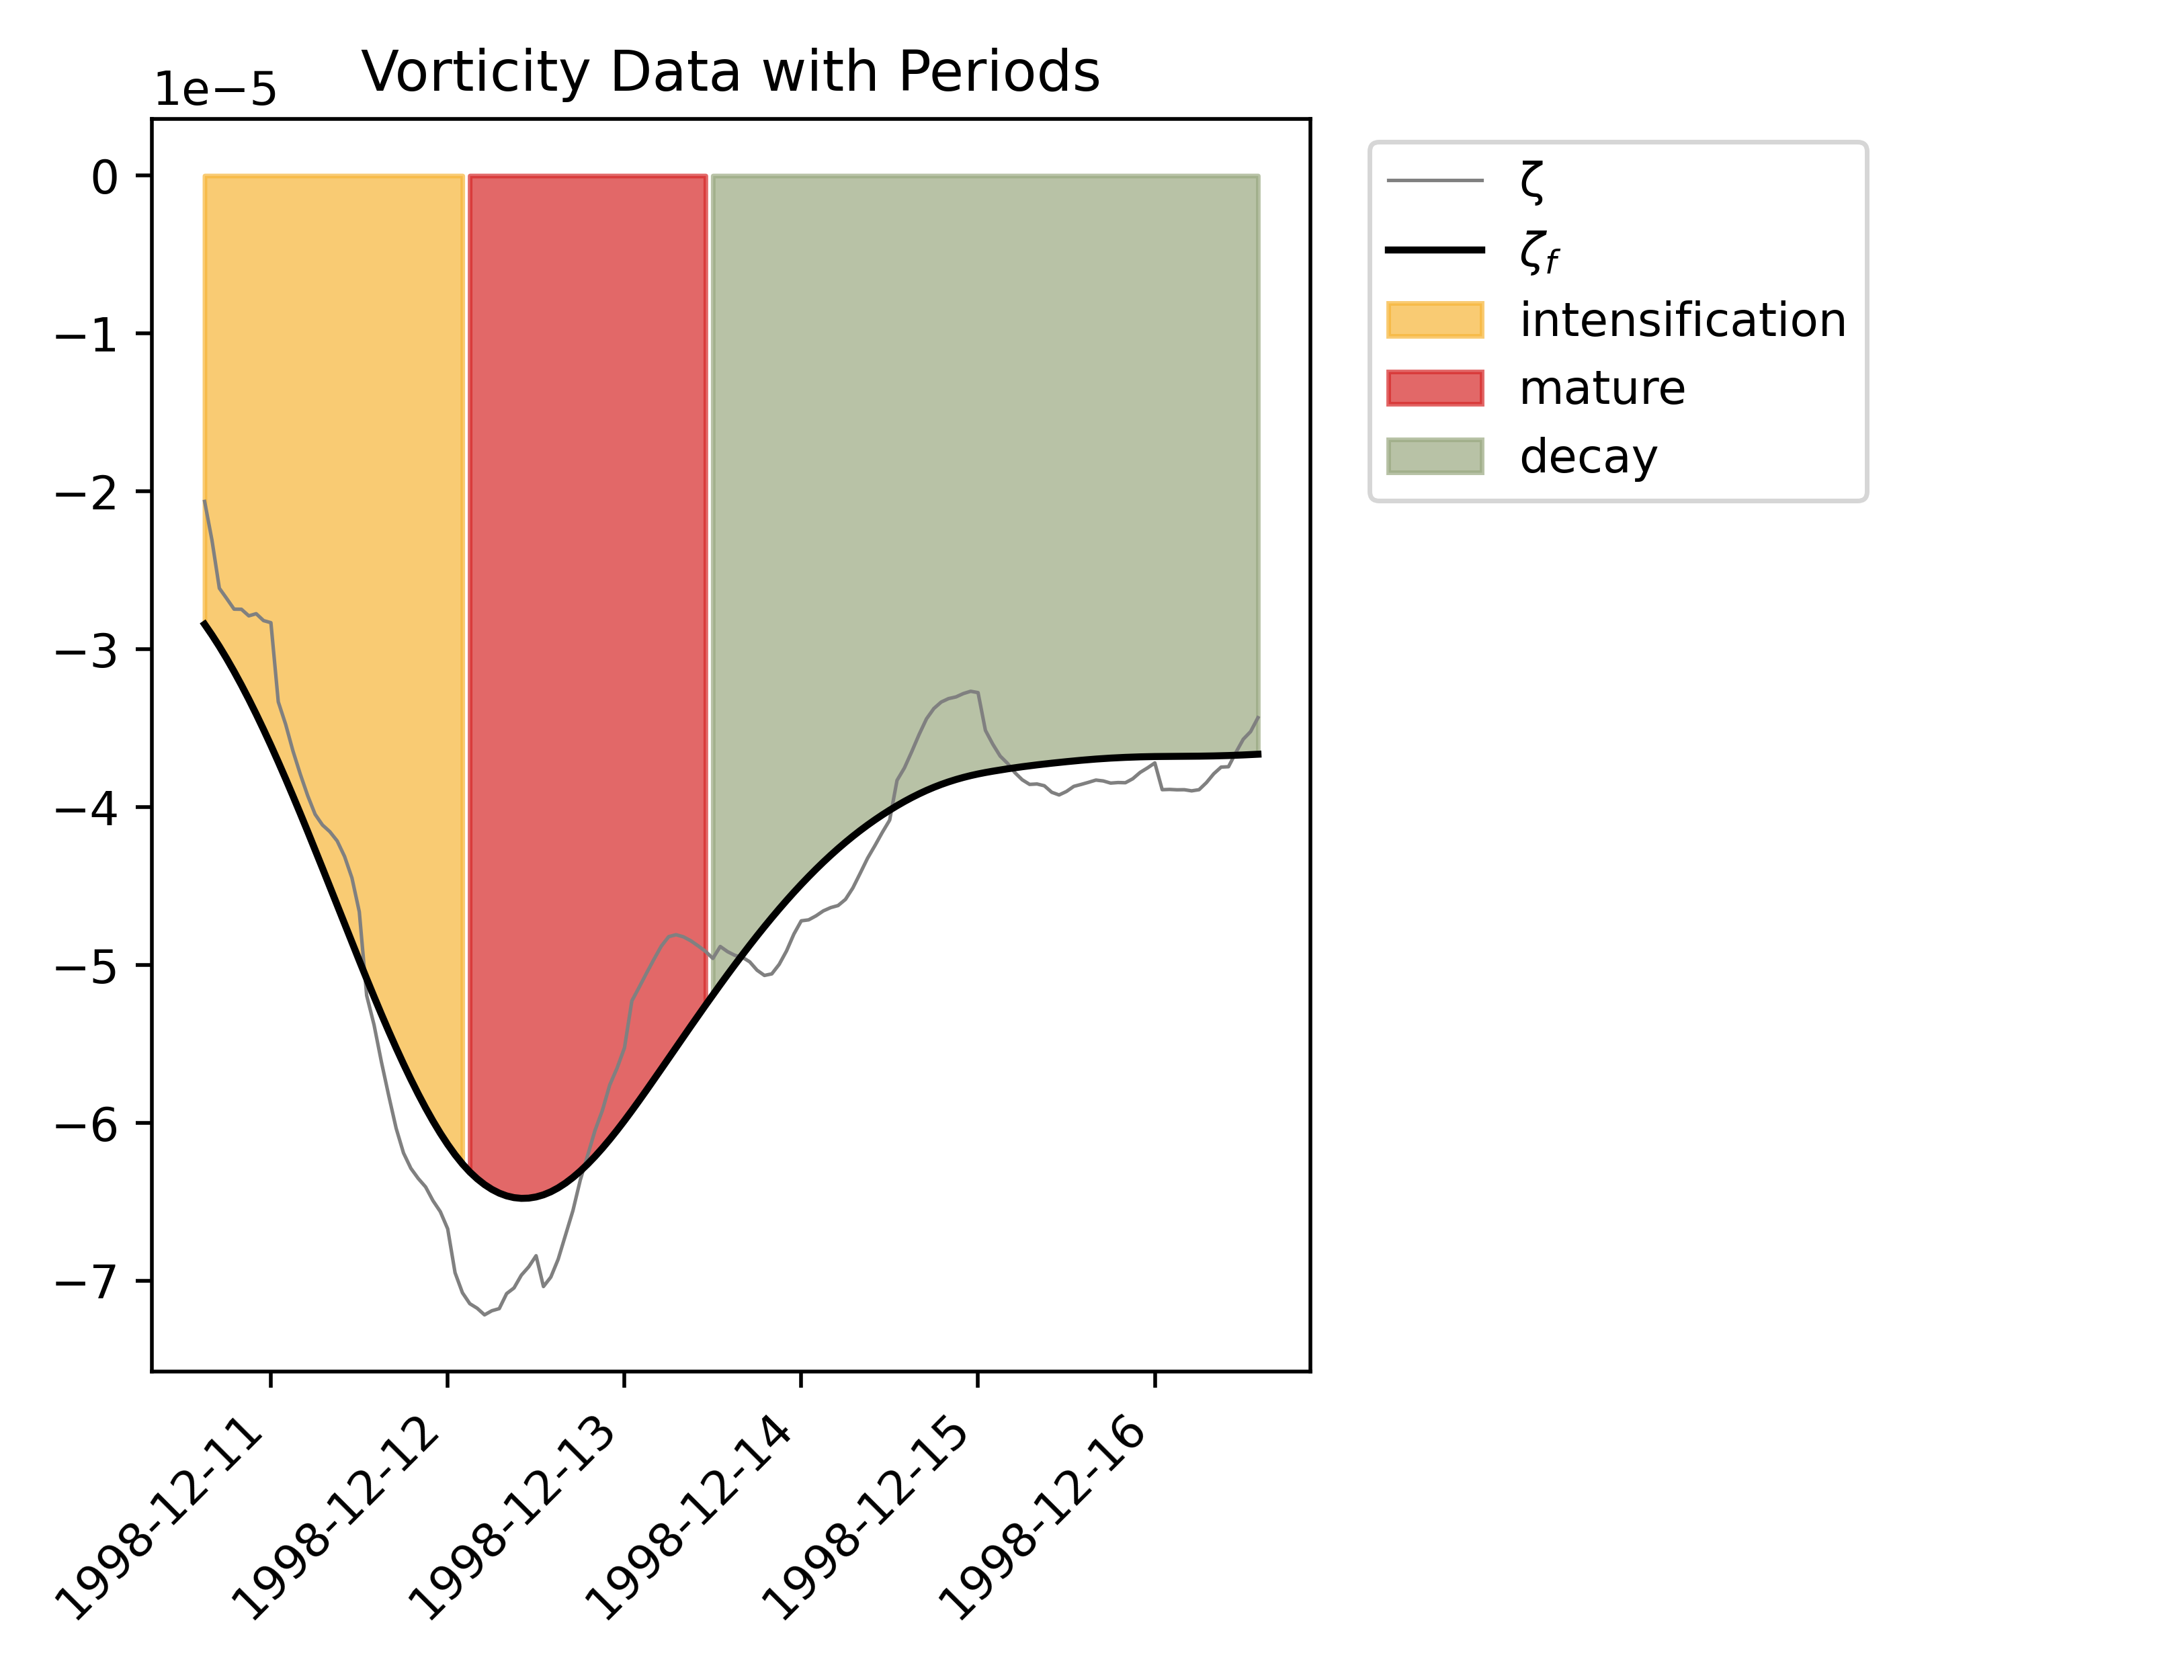 Vorticity Data with Periods
1e−5
0
−1
−2
−3
−4
−5
−6
−7
1998-12-11
1998-12-12
1998-12-13
1998-12-14
1998-12-15
1998-12-16
ζ
ζf
intensification
mature
decay